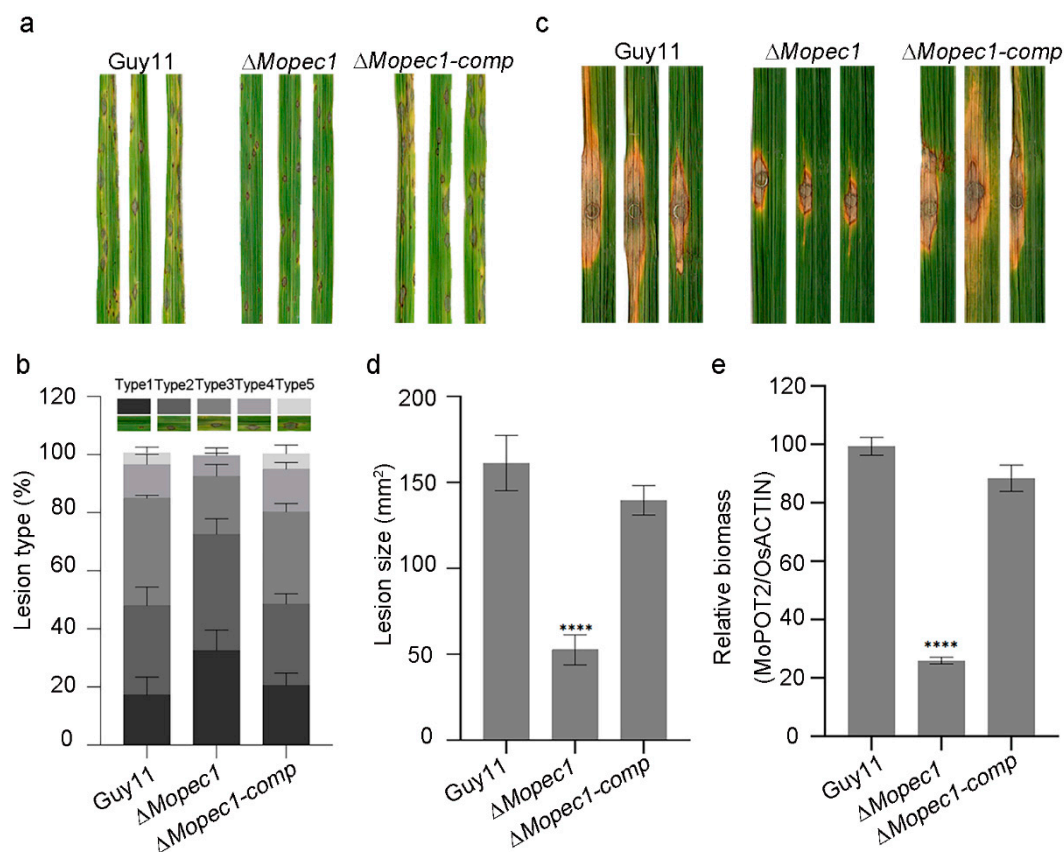 a
Guy11
ΔMopec1
ΔMopec1-comp
c
Guy11
ΔMopec1
ΔMopec1-comp
b
Lesion type (%)
120
100
80
60
40
20
0
Type1 Type2 Type3 Type4 Type5
Guy11
ΔMopec1
ΔMopec1-comp
d
Lesion size (mm²)
200
150
100
50
0
****
Guy11
ΔMopec1
ΔMopec1-comp
e
Relative biomass
(MoPOT2/OsACTIN)
120
100
80
60
40
20
0
****
Guy11
ΔMopec1
ΔMopec1-comp